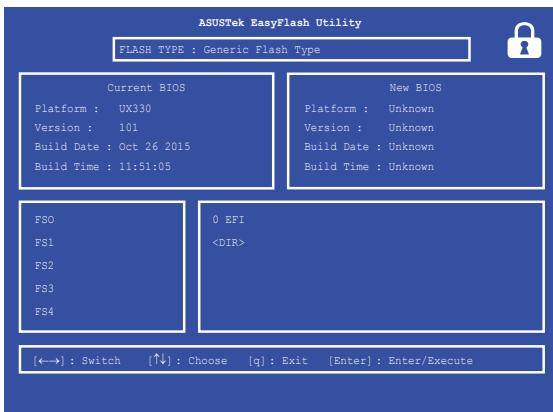 ASUSTek EasyFlash Utility
FLASH TYPE : Generic Flash Type
Current BIOS
Platform : UX330
Version : 101
Build Date : Oct 26 2015
Build Time : 11:51:05
New BIOS
Platform : Unknown
Version : Unknown
Build Date : Unknown
Build Time : Unknown
FSO
FS1
FS2
FS3
FS4
0 EFI
<DIR>
[←→] : Switch [↑↓] : Choose [q] : Exit [Enter] : Enter/Execute